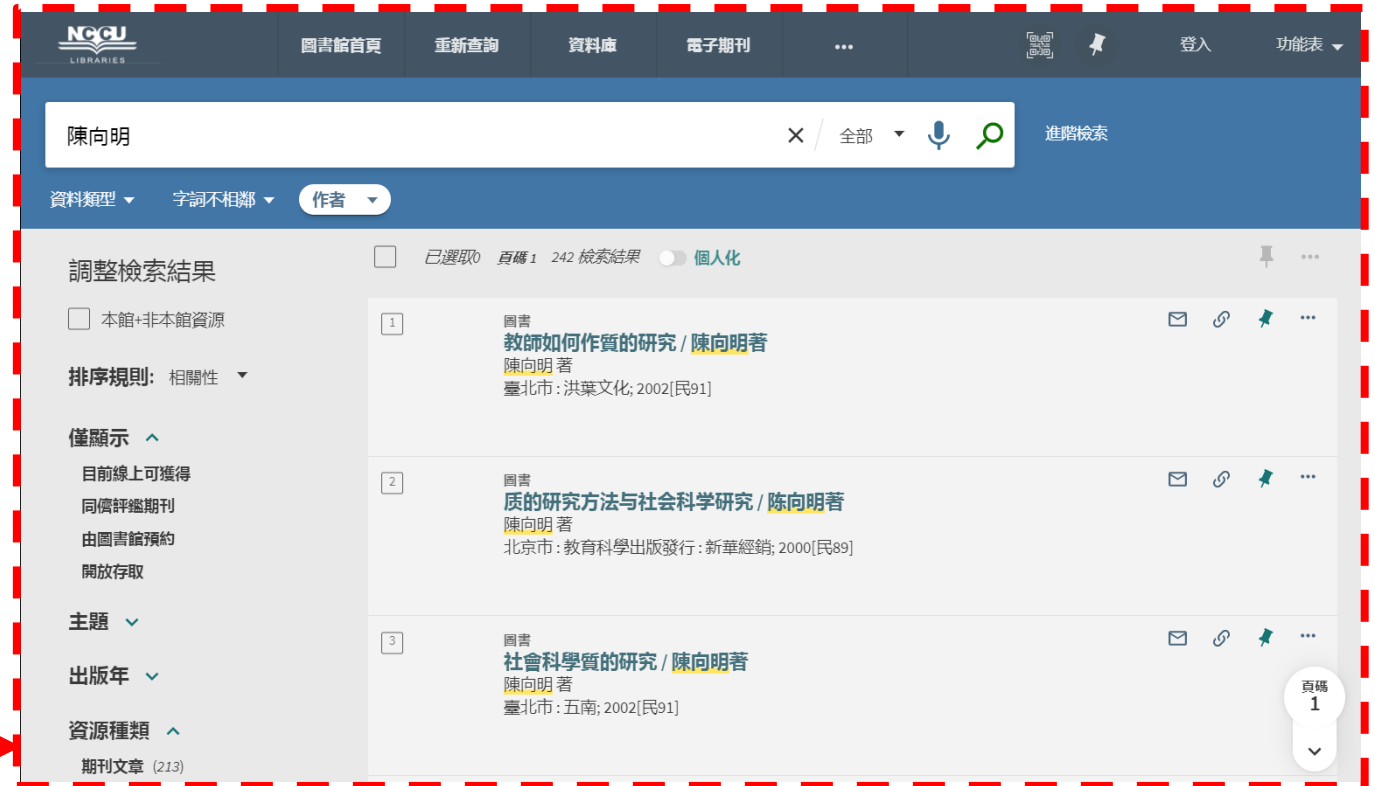 NCCU
LIBRARIES
圖書館首頁 重新查詢 資料庫 電子期刊 ••• 登入 功能表
陳向明 全部 進階檢索
資料類型 字詞不相鄰 作者
調整檢索結果
本館+非本館資源
排序規則: 相關性
僅顯示
目前線上可獲得
同儕評鑑期刊
由圖書館預約
開放存取
主題
出版年
資源種類
期刊文章 (213)
已選取0 頁碼 1 242 檢索結果 個人化
1
圖書
教師如何作質的研究 / 陳向明著
陳向明 著
臺北市 : 洪葉文化; 2002[民91]
2
圖書
质的研究方法与社会科学研究 / 陈向明著
陳向明 著
北京市 : 教育科學出版發行 : 新華經銷; 2000[民89]
3
圖書
社會科學質的研究 / 陳向明著
陳向明 著
臺北市 : 五南; 2002[民91]
頁碼
1